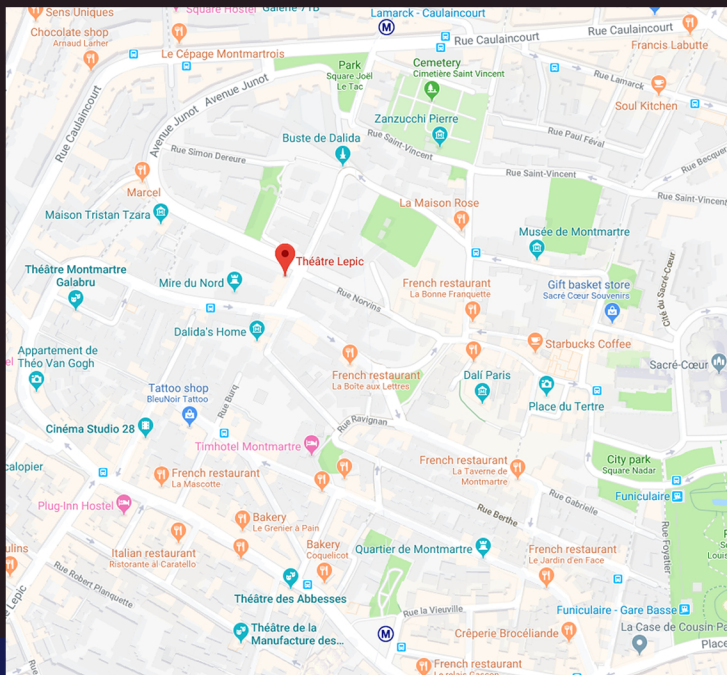 Sens Uniques
Square Hostel
Galerie 71B
Lamarck - Caulaincourt
M
Rue Caulaincourt
Rue Caulaincourt
Chocolate shop
Arnaud Larher
Le Cépage Montmartrois
Francis Labutte
Park
Square Joël
Le Tac
Cemetery
Cimetière Saint Vincent
Rue Lamarck
Soul Kitchen
Avenue Junot
Avenue Junot
Rue Caulaincourt
Zanzucchi Pierre
Buste de Dalida
Rue Saint-Vincent
Rue Paul Féval
Rue Becquer
Rue Simon Dereure
Rue Saint-Vincent
Rue Saint-Vincent
Marcel
Maison Tristan Tzara
La Maison Rose
Musée de Montmartre
Théâtre Lepic
Cité du Sacré-Cœur
Théâtre Montmartre
Galabru
Mire du Nord
Rue Norvins
French restaurant
La Bonne Franquette
Gift basket store
Sacré Cœur Souvenirs
Dalida's Home
Starbucks Coffee
Appartement de
Théo Van Gogh
Sacré-Cœur
French restaurant
La Boîte aux Lettres
Dalí Paris
Place du Tertre
Tattoo shop
BleuNoir Tattoo
Rue Burq
Rue Ravignan
Cinéma Studio 28
Timhotel Montmartre
calopier
French restaurant
La Mascotte
French restaurant
La Taverne de
Montmartre
City park
Square Nadar
Funiculaire
Rue Gabrielle
Plug-Inn Hostel
Rue Berthe
Rue Foyatier
Bakery
Le Grenier à Pain
ulins
Italian restaurant
Ristorante al Caratello
Bakery
Coquelicot
Quartier de Montmartre
French restaurant
Le Jardin d'en Face
Rue Robert Planquette
Lepic
Théâtre des Abbesses
Rue la Vieuville
Funiculaire - Gare Basse
Théâtre de la
Manufacture des...
M
Crêperie Brocéliande
La Case de Cousin P
Place
French restaurant